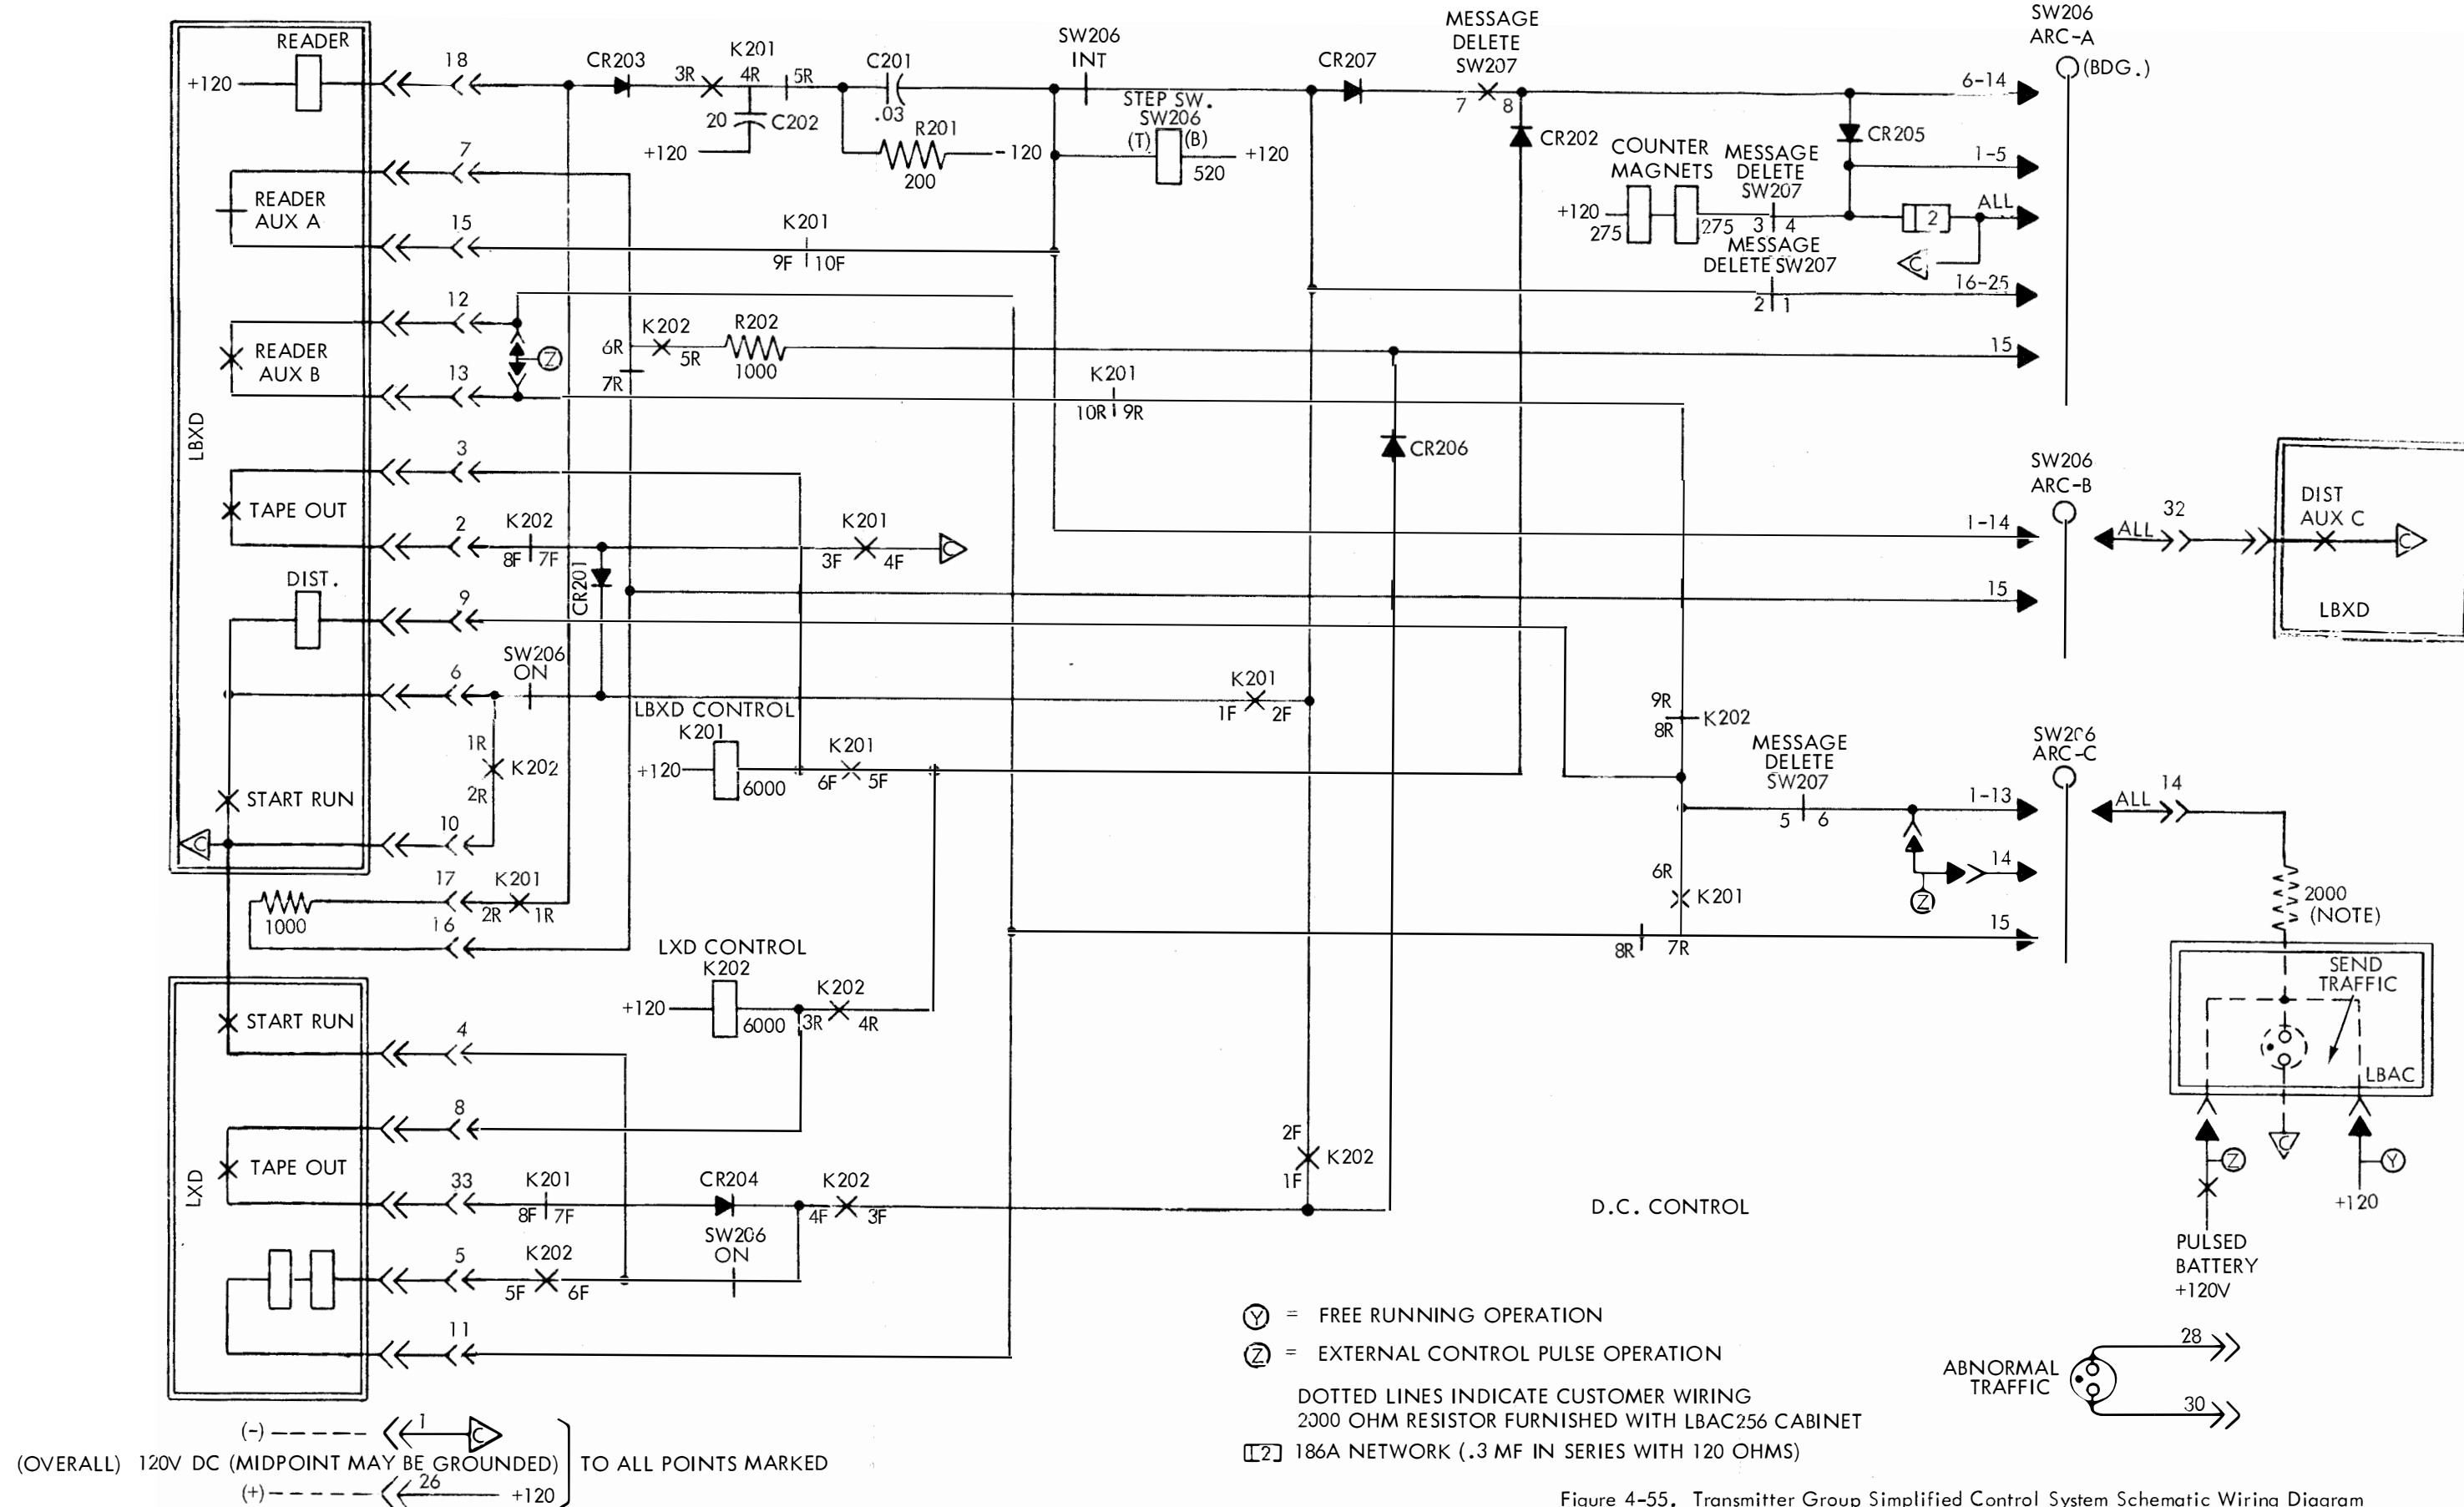 READER
+120
18
CR203
3R
K201
4R
5R
20
C202
+120
C201
.03
R201
200
-120
SW206
INT
STEP SW.
SW206
(T)
(B)
520
+120
CR207
MESSAGE
DELETE
SW207
7
8
CR202
COUNTER
MAGNETS
+120
275
275
MESSAGE
DELETE
SW207
3
4
MESSAGE
DELETE SW207
2
1
CR205
2
C
6-14
1-5
ALL
16-25
15
SW206
ARC-A
(BDG.)
7
READER
AUX A
15
K201
9F
10F
12
READER
AUX B
Z
13
6R
K202
5R
7R
R202
1000
K201
10R
9R
CR206
LBXD
3
TAPE OUT
2
K202
8F
7F
CR201
K201
3F
4F
C
1-14
15
SW206
ARC-B
ALL
32
DIST
AUX C
C
LBXD
DIST.
9
6
SW206
ON
K201
1F
2F
1R
K202
2R
LBXD CONTROL
K201
+120
6000
K201
6F
5F
START RUN
C
10
17
K201
2R
1R
1000
16
9R
8R
K202
MESSAGE
DELETE
SW207
5
6
1-13
14
Z
6R
K201
8R
7R
15
SW206
ARC-C
ALL
14
2000
(NOTE)
SEND
TRAFFIC
LBAC
C
Z
Y
+120
PULSED
BATTERY
+120V
LXD CONTROL
K202
+120
6000
K202
3R
4R
START RUN
4
8
LXD
TAPE OUT
33
K201
8F
7F
CR204
K202
4F
3F
SW206
ON
5
K202
5F
6F
11
2F
K202
1F
D.C. CONTROL
Y = FREE RUNNING OPERATION
Z = EXTERNAL CONTROL PULSE OPERATION
DOTTED LINES INDICATE CUSTOMER WIRING
2000 OHM RESISTOR FURNISHED WITH LBAC256 CABINET
2 186A NETWORK (.3 MF IN SERIES WITH 120 OHMS)
ABNORMAL
TRAFFIC
28
30
(-)
1
C
(OVERALL) 120V DC (MIDPOINT MAY BE GROUNDED) TO ALL POINTS MARKED
(+)
26
+120
Figure 4-55. Transmitter Group Simplified Control System Schematic Wiring Diagram